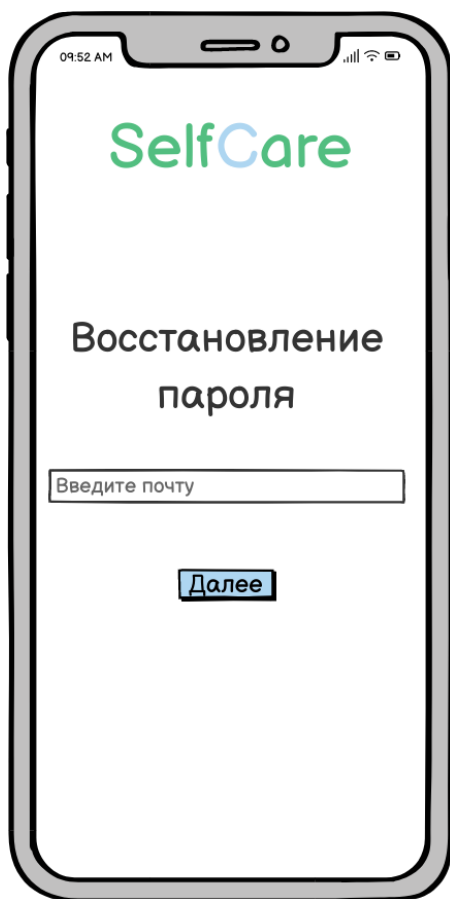 09:52 AM
SelfCare
Восстановление
пароля
Введите почту
Далее